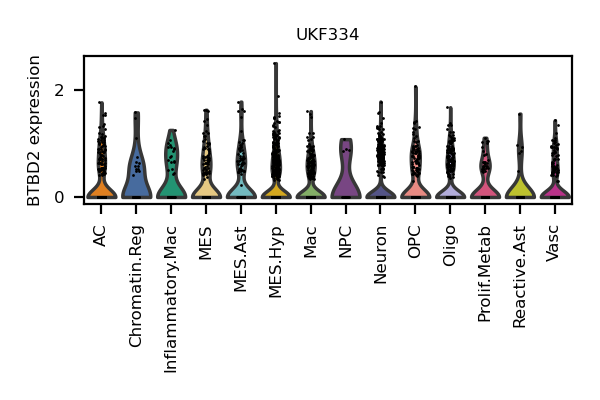 UKF334
BTBD2 expression
2
0
AC
Chromatin.Reg
Inflammatory.Mac
MES
MES.Ast
MES.Hyp
Mac
NPC
Neuron
OPC
Oligo
Prolif.Metab
Reactive.Ast
Vasc